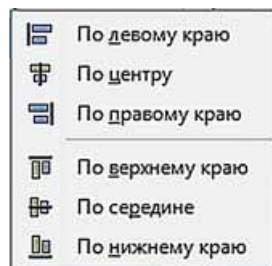 По левому краю
По центру
По правому краю
По верхнему краю
По середине
По нижнему краю